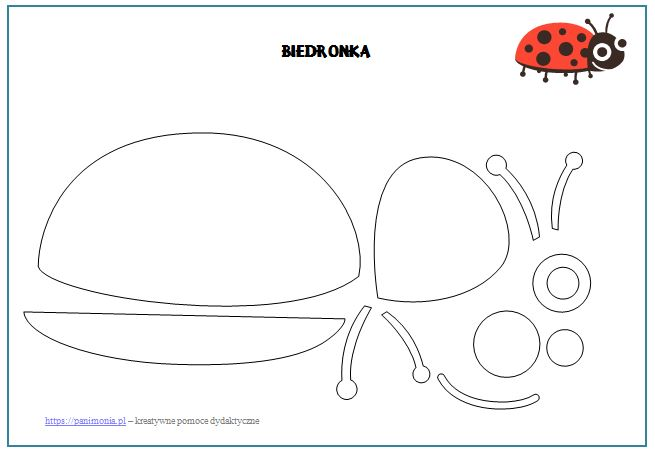 BIEDRONKA
https://panimonia.pl – kreatywne pomoce dydaktyczne